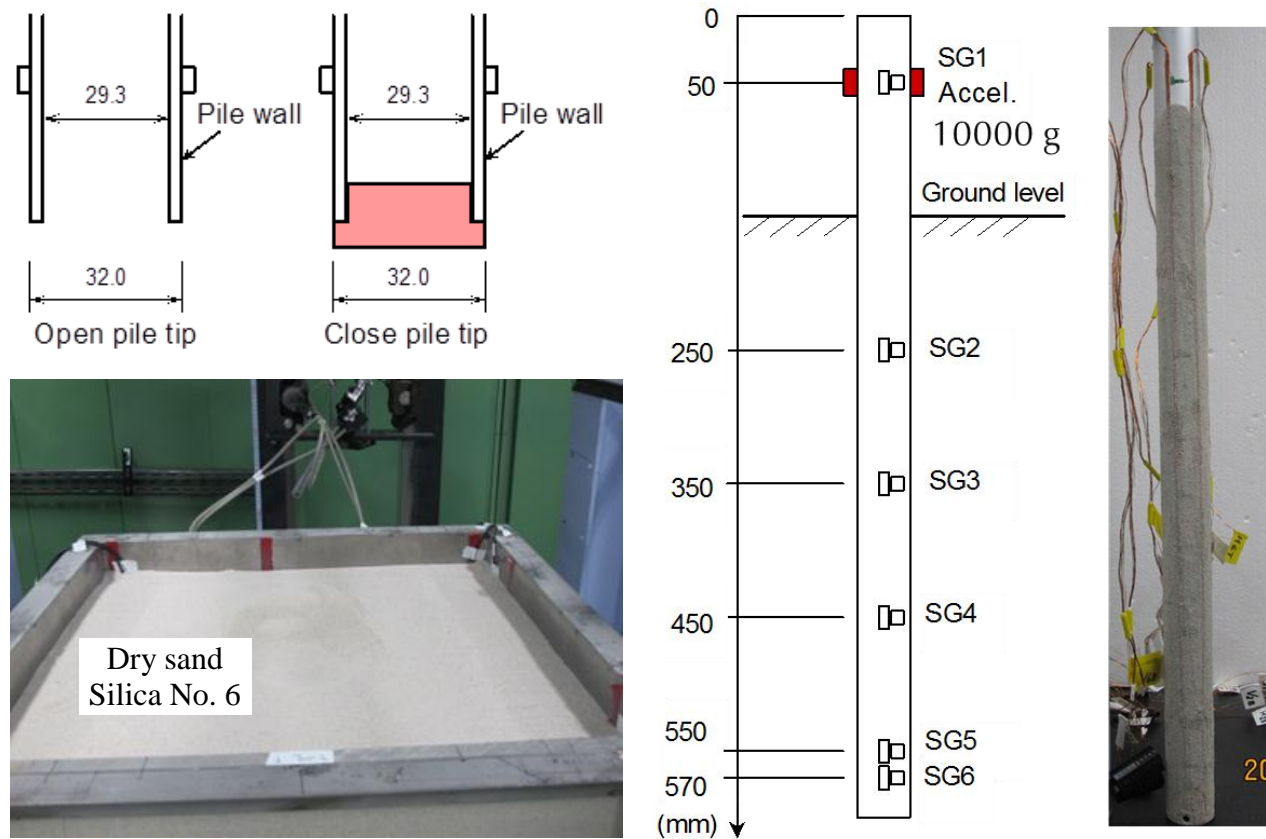 29.3
Pile wall
32.0
Open pile tip
29.3
Pile wall
32.0
Close pile tip
Dry sand
Silica No. 6
0
50
250
350
450
550
570
(mm)
SG1
Accel.
10000 g
Ground level
SG2
SG3
SG4
SG5
SG6
20